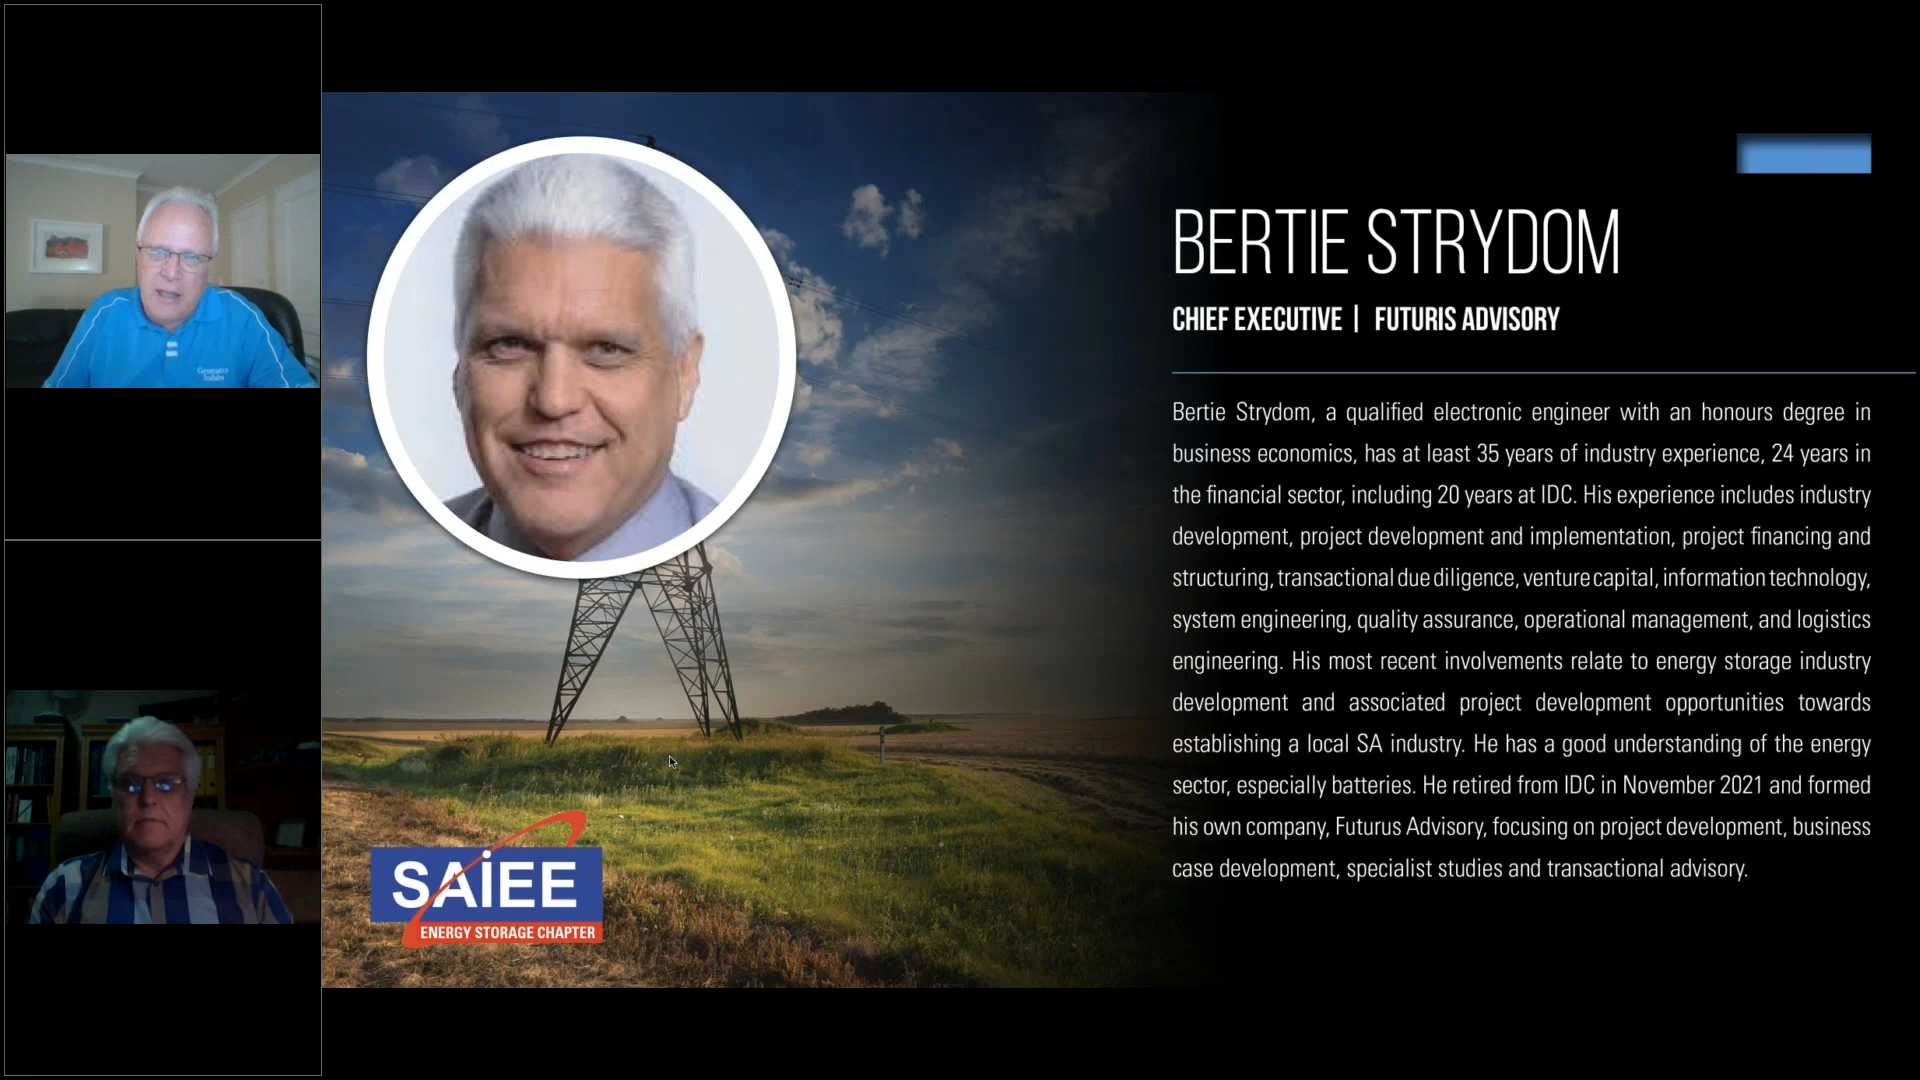 BERTIE STRYDOM
CHIEF EXECUTIVE | FUTURIS ADVISORY
Bertie Strydom, a qualified electronic engineer with an honours degree in
business economics, has at least 35 years of industry experience, 24 years in
the financial sector, including 20 years at IDC. His experience includes industry
development, project development and implementation, project financing and
structuring, transactional due diligence, venture capital, information technology,
system engineering, quality assurance, operational management, and logistics
engineering. His most recent involvements relate to energy storage industry
development and associated project development opportunities towards
establishing a local SA industry. He has a good understanding of the energy
sector, especially batteries. He retired from IDC in November 2021 and formed
his own company, Futurus Advisory, focusing on project development, business
case development, specialist studies and transactional advisory.
SAiEE
ENERGY STORAGE CHAPTER